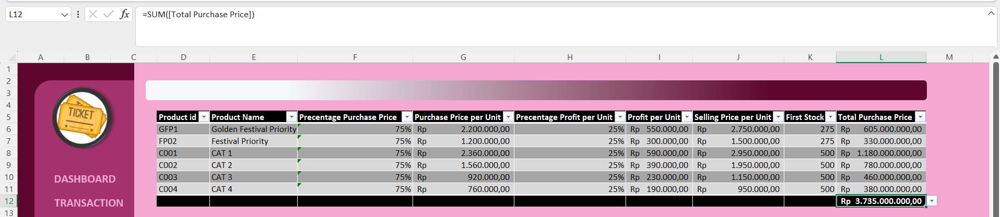 L12 fx =SUM([Total Purchase Price])
A B C D E F G H I J K L M
1
2
3
4
5 Product id Product Name Precentage Purchase Price Purchase Price per Unit Precentage Profit per Unit Profit per Unit Selling Price per Unit First Stock Total Purchase Price
6 GFP1 Golden Festival Priority 75% Rp 2.200.000,00 25% Rp 550.000,00 Rp 2.750.000,00 275 Rp 605.000.000,00
7 FP02 Festival Priority 75% Rp 1.200.000,00 25% Rp 300.000,00 Rp 1.500.000,00 275 Rp 330.000.000,00
TICKET
8 C001 CAT 1 75% Rp 2.360.000,00 25% Rp 590.000,00 Rp 2.950.000,00 500 Rp 1.180.000.000,00
9 C002 CAT 2 75% Rp 1.560.000,00 25% Rp 390.000,00 Rp 1.950.000,00 500 Rp 780.000.000,00
10 C003 CAT 3 75% Rp 920.000,00 25% Rp 230.000,00 Rp 1.150.000,00 500 Rp 460.000.000,00
DASHBOARD
11 C004 CAT 4 75% Rp 760.000,00 25% Rp 190.000,00 Rp 950.000,00 500 Rp 380.000.000,00
12 Rp 3.735.000.000,00
TRANSACTION
13